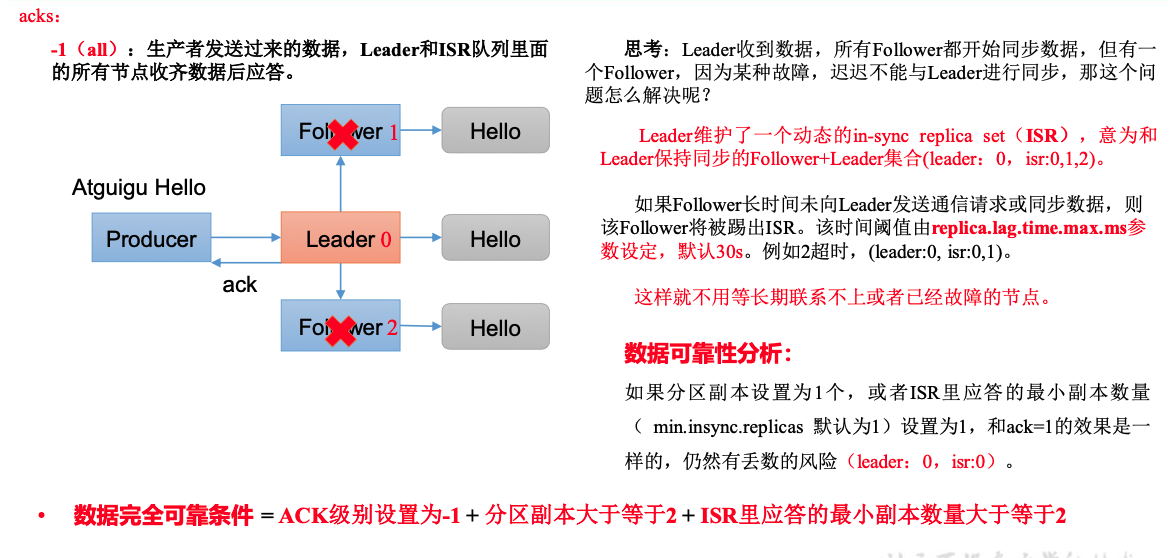 acks：
-1（all）：生产者发送过来的数据，Leader和ISR队列里面
的所有节点收齐数据后应答。
Follower 1
Hello
Atguigu Hello
Producer
Leader 0
Hello
ack
Follower 2
Hello
思考：Leader收到数据，所有Follower都开始同步数据，但有一
个Follower，因为某种故障，迟迟不能与Leader进行同步，那这个问
题怎么解决呢？
Leader维护了一个动态的in-sync replica set（ISR），意为和
Leader保持同步的Follower+Leader集合(leader：0，isr:0,1,2)。
如果Follower长时间未向Leader发送通信请求或同步数据，则
该Follower将被踢出ISR。该时间阈值由replica.lag.time.max.ms参
数设定，默认30s。例如2超时，(leader:0, isr:0,1)。
这样就不用等长期联系不上或者已经故障的节点。
数据可靠性分析：
如果分区副本设置为1个，或者ISR里应答的最小副本数量
（ min.insync.replicas 默认为1）设置为1，和ack=1的效果是一
样的，仍然有丢数的风险（leader：0，isr:0）。
• 数据完全可靠条件 = ACK级别设置为-1 + 分区副本大于等于2 + ISR里应答的最小副本数量大于等于2